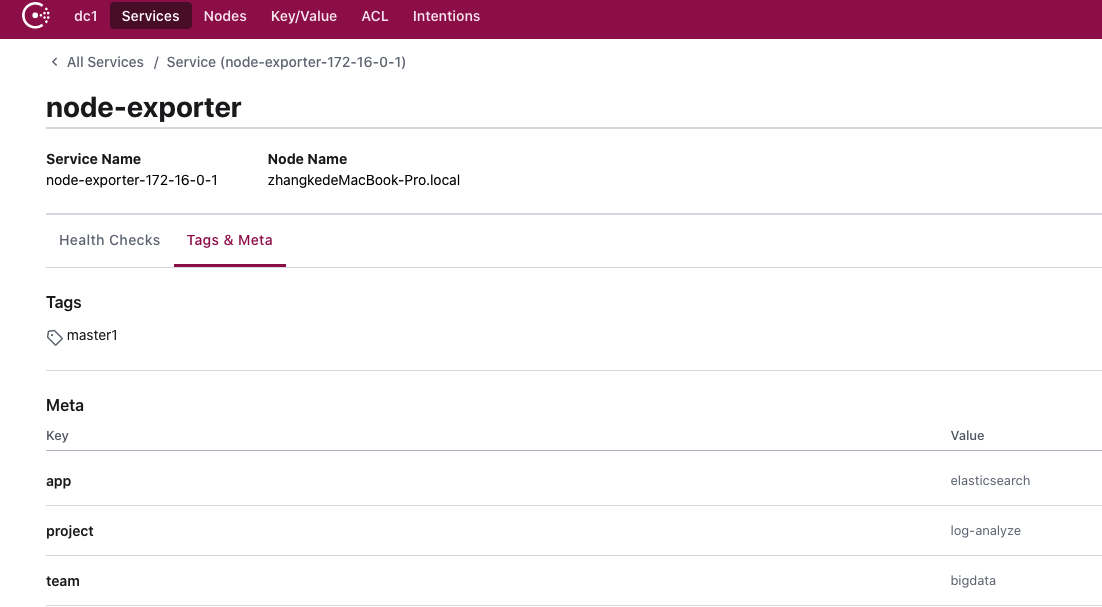 dc1 Services Nodes Key/Value ACL Intentions
All Services / Service (node-exporter-172-16-0-1)
node-exporter
Service Name Node Name
node-exporter-172-16-0-1 zhangkedeMacBook-Pro.local
Health Checks Tags & Meta
Tags
master1
Meta
Key Value
app elasticsearch
project log-analyze
team bigdata